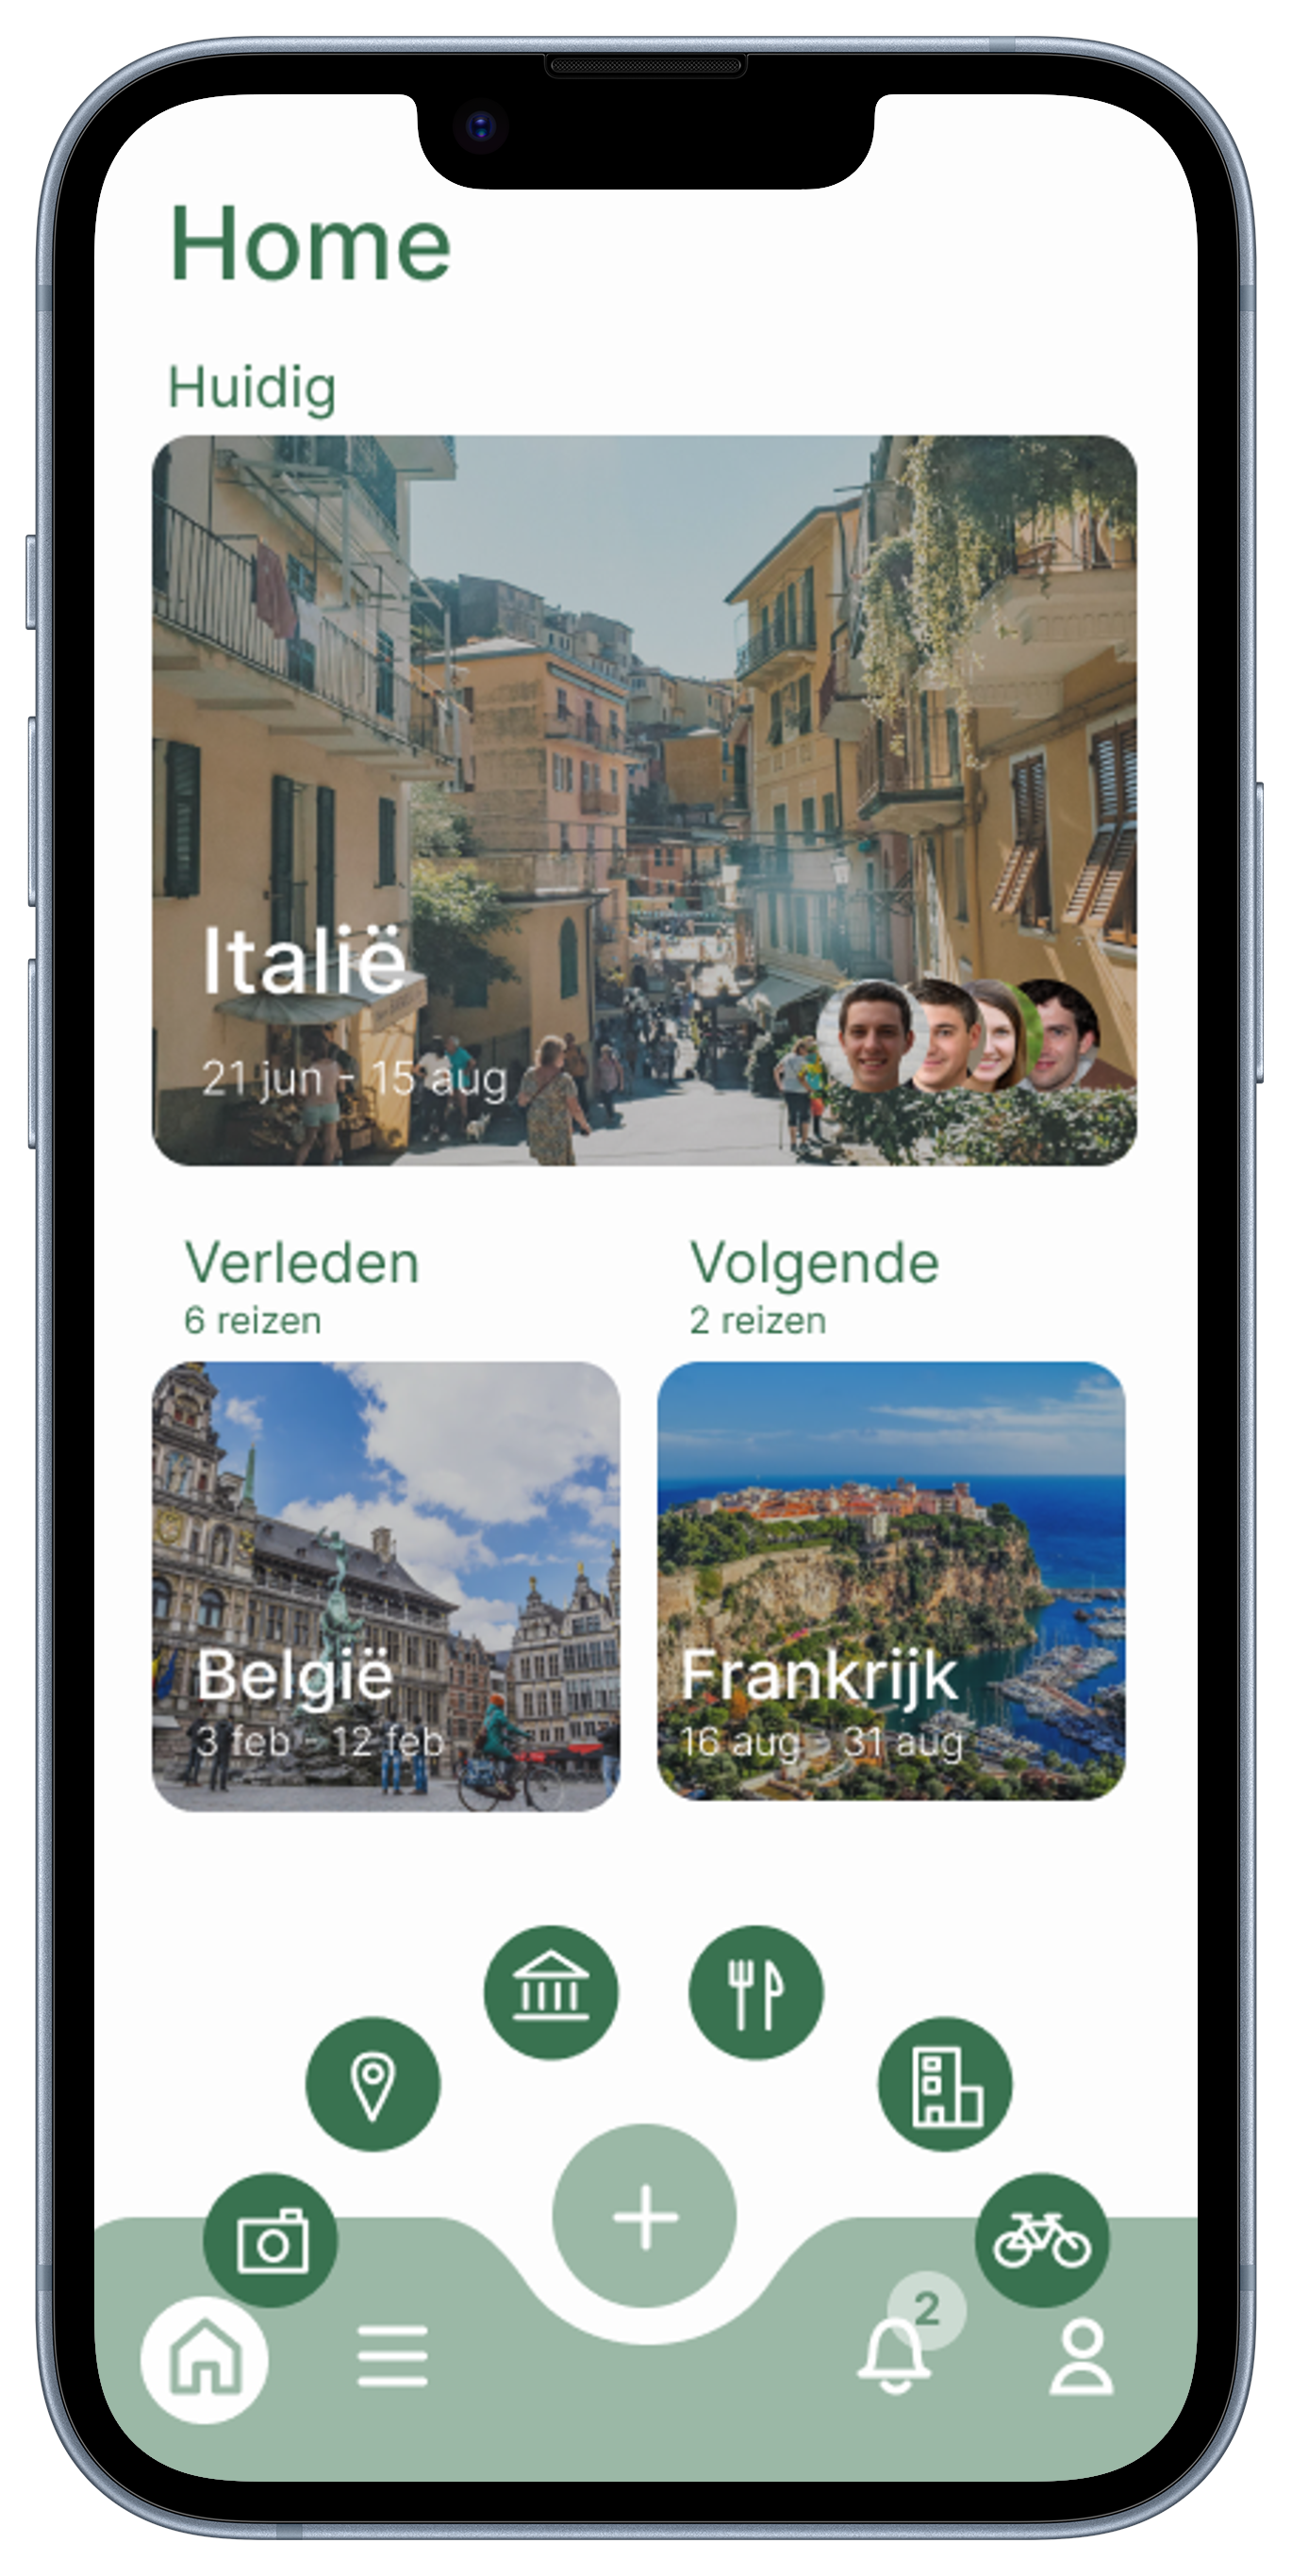 Home
Huidig
Italië
21 jun - 15 aug
Verleden
6 reizen
Volgende
2 reizen
België
3 feb - 12 feb
Frankrijk
16 aug - 31 aug
2